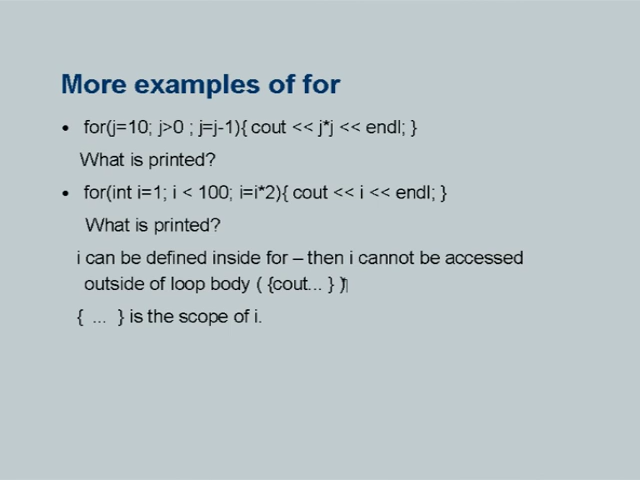 More examples of for
• for(j=10; j>0 ; j=j-1){ cout << j*j << endl; }
What is printed?
• for(int i=1; i < 100; i=i*2){ cout << i << endl; }
What is printed?
i can be defined inside for – then i cannot be accessed
outside of loop body ( {cout... } )
{ ... } is the scope of i.